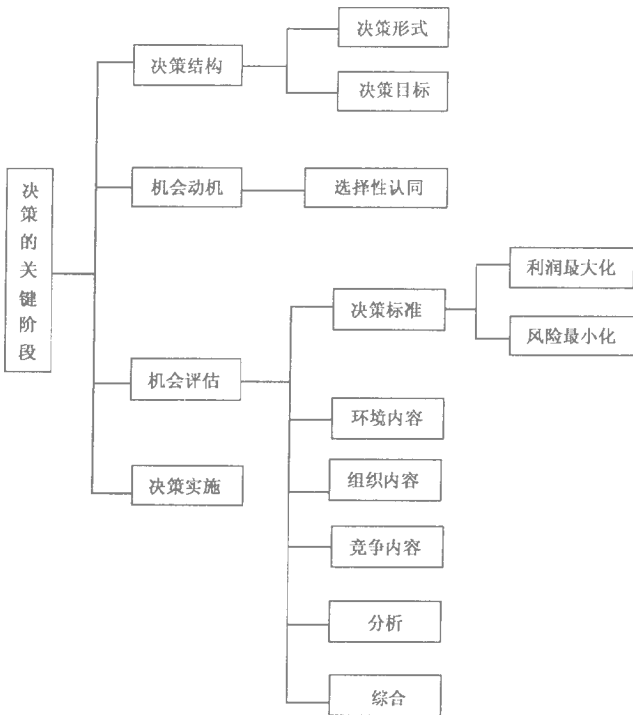 决策的关键阶段
决策结构
决策形式
决策目标
机会动机
选择性认同
机会评估
决策标准
利润最大化
风险最小化
环境内容
组织内容
竞争内容
分析
综合
决策实施